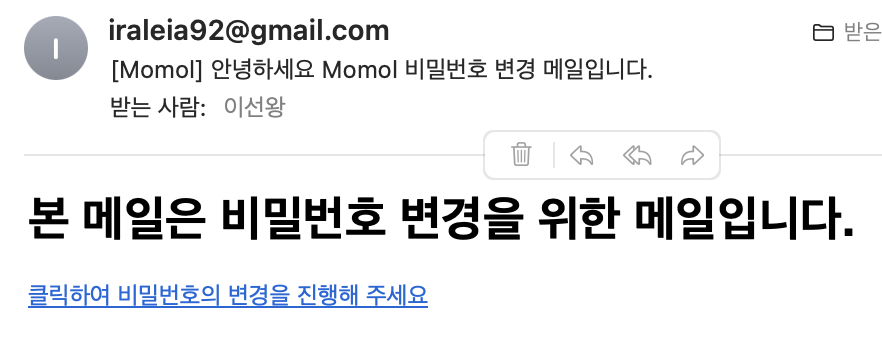 I
iraleia92@gmail.com
받은
[Momol] 안녕하세요 Momol 비밀번호 변경 메일입니다.
받는 사람: 이선왕
본 메일은 비밀번호 변경을 위한 메일입니다.
클릭하여 비밀번호의 변경을 진행해 주세요